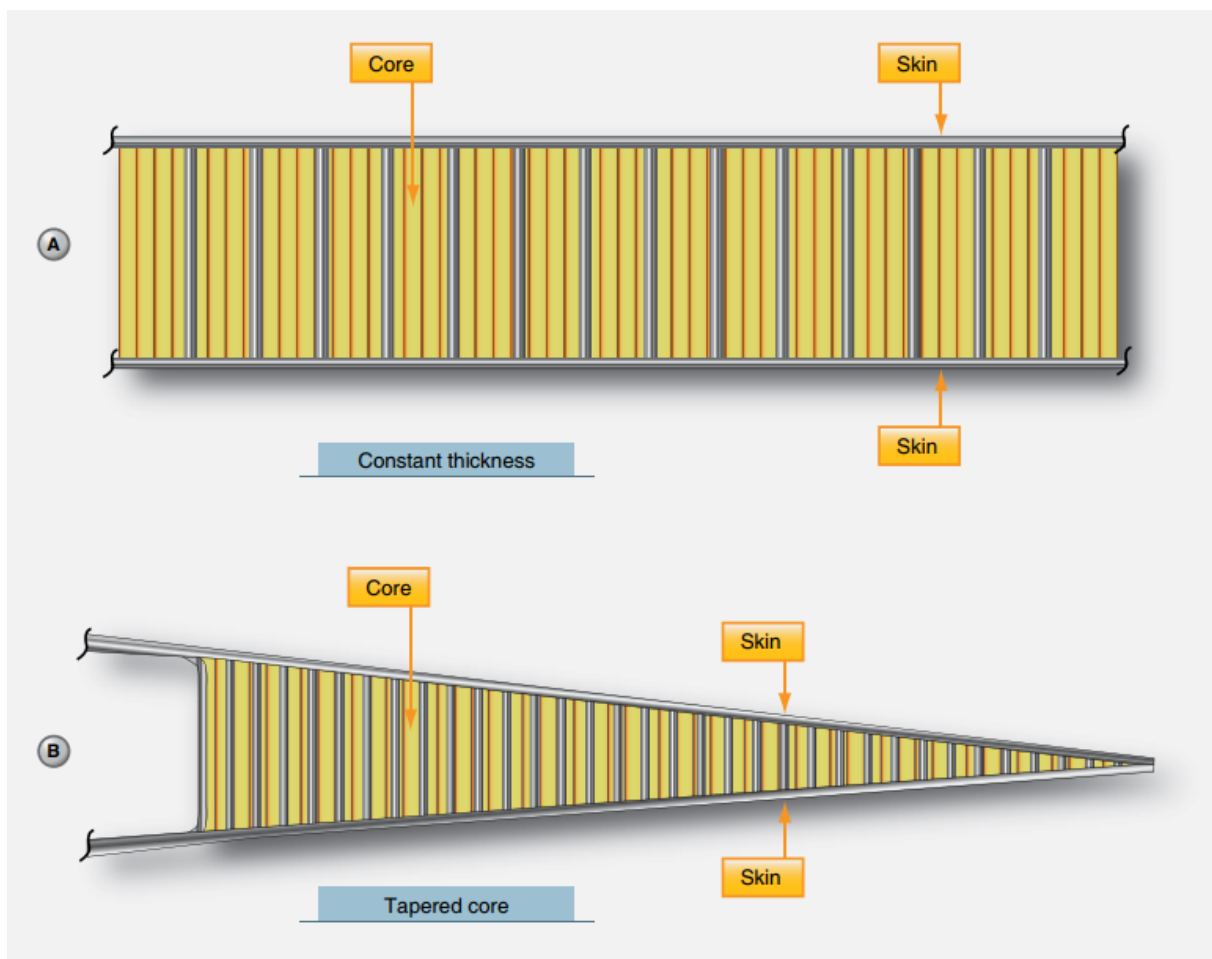 Core
Skin
A
Skin
Constant thickness
Core
Skin
B
Skin
Tapered core